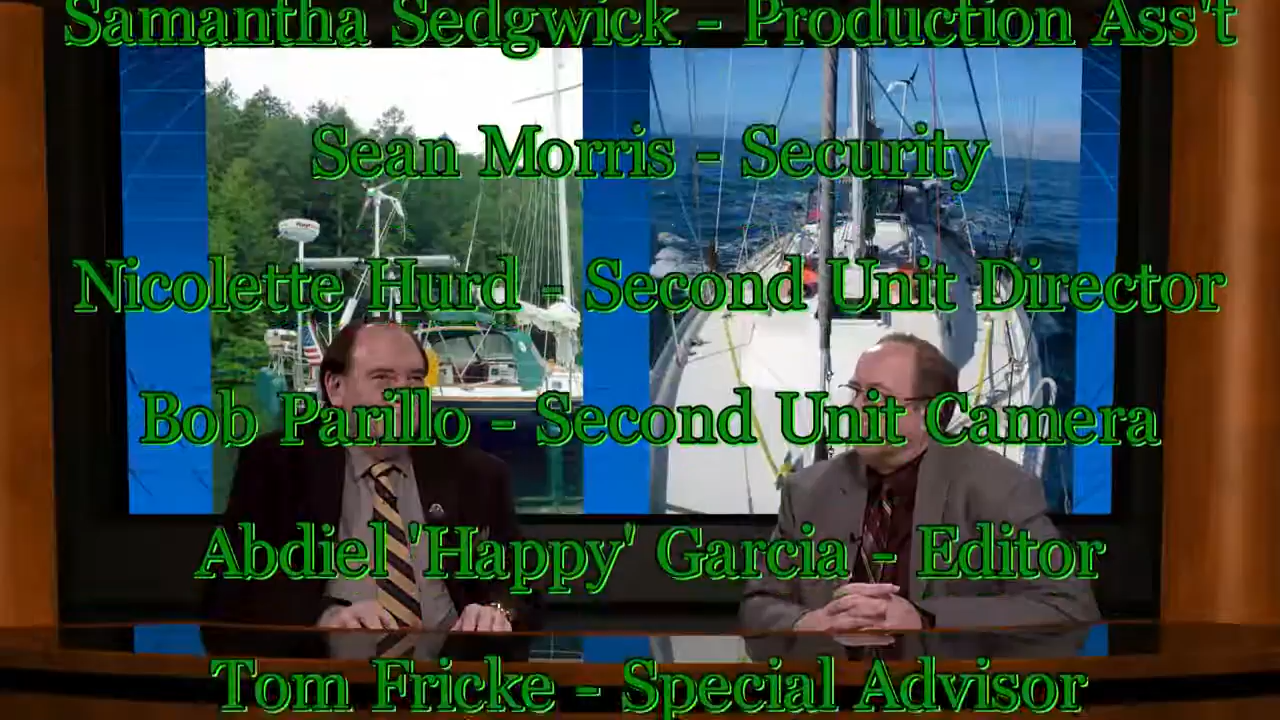 Samantha Sedgwick - Production Ass't
Sean Morris - Security
Nicolette Hurd - Second Unit Director
Bob Parillo - Second Unit Camera
Abdiel 'Happy' Garcia - Editor
Tom Fricke - Special Advisor